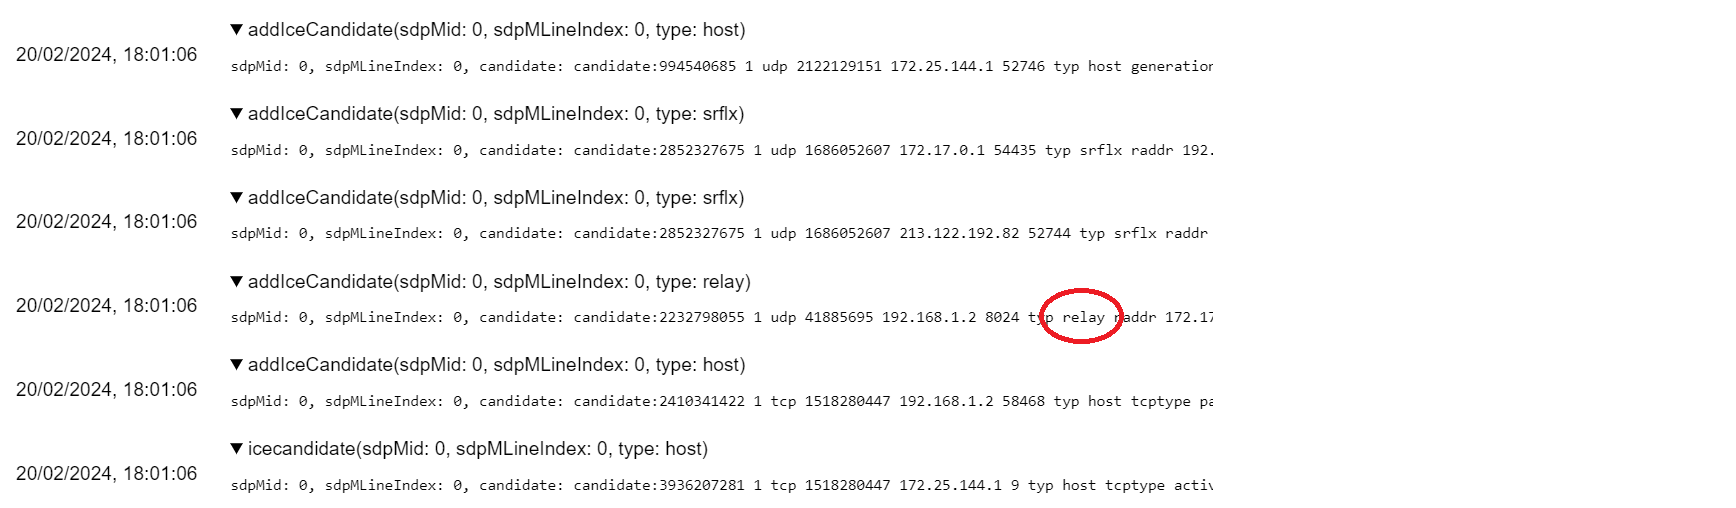 ▼ addIceCandidate(sdpMid: 0, sdpMLineIndex: 0, type: host)
20/02/2024, 18:01:06
sdpMid: 0, sdpMLineIndex: 0, candidate: candidate:994540685 1 udp 2122129151 172.25.144.1 52746 typ host generation
▼ addIceCandidate(sdpMid: 0, sdpMLineIndex: 0, type: srflx)
20/02/2024, 18:01:06
sdpMid: 0, sdpMLineIndex: 0, candidate: candidate:2852327675 1 udp 1686052607 172.17.0.1 54435 typ srflx raddr 192.
▼ addIceCandidate(sdpMid: 0, sdpMLineIndex: 0, type: srflx)
20/02/2024, 18:01:06
sdpMid: 0, sdpMLineIndex: 0, candidate: candidate:2852327675 1 udp 1686052607 213.122.192.82 52744 typ srflx raddr
▼ addIceCandidate(sdpMid: 0, sdpMLineIndex: 0, type: relay)
20/02/2024, 18:01:06
sdpMid: 0, sdpMLineIndex: 0, candidate: candidate:2232798055 1 udp 41885695 192.168.1.2 8024 typ relay raddr 172.17
▼ addIceCandidate(sdpMid: 0, sdpMLineIndex: 0, type: host)
20/02/2024, 18:01:06
sdpMid: 0, sdpMLineIndex: 0, candidate: candidate:2410341422 1 tcp 1518280447 192.168.1.2 58468 typ host tcptype pa
▼ icecandidate(sdpMid: 0, sdpMLineIndex: 0, type: host)
20/02/2024, 18:01:06
sdpMid: 0, sdpMLineIndex: 0, candidate: candidate:3936207281 1 tcp 1518280447 172.25.144.1 9 typ host tcptype activ